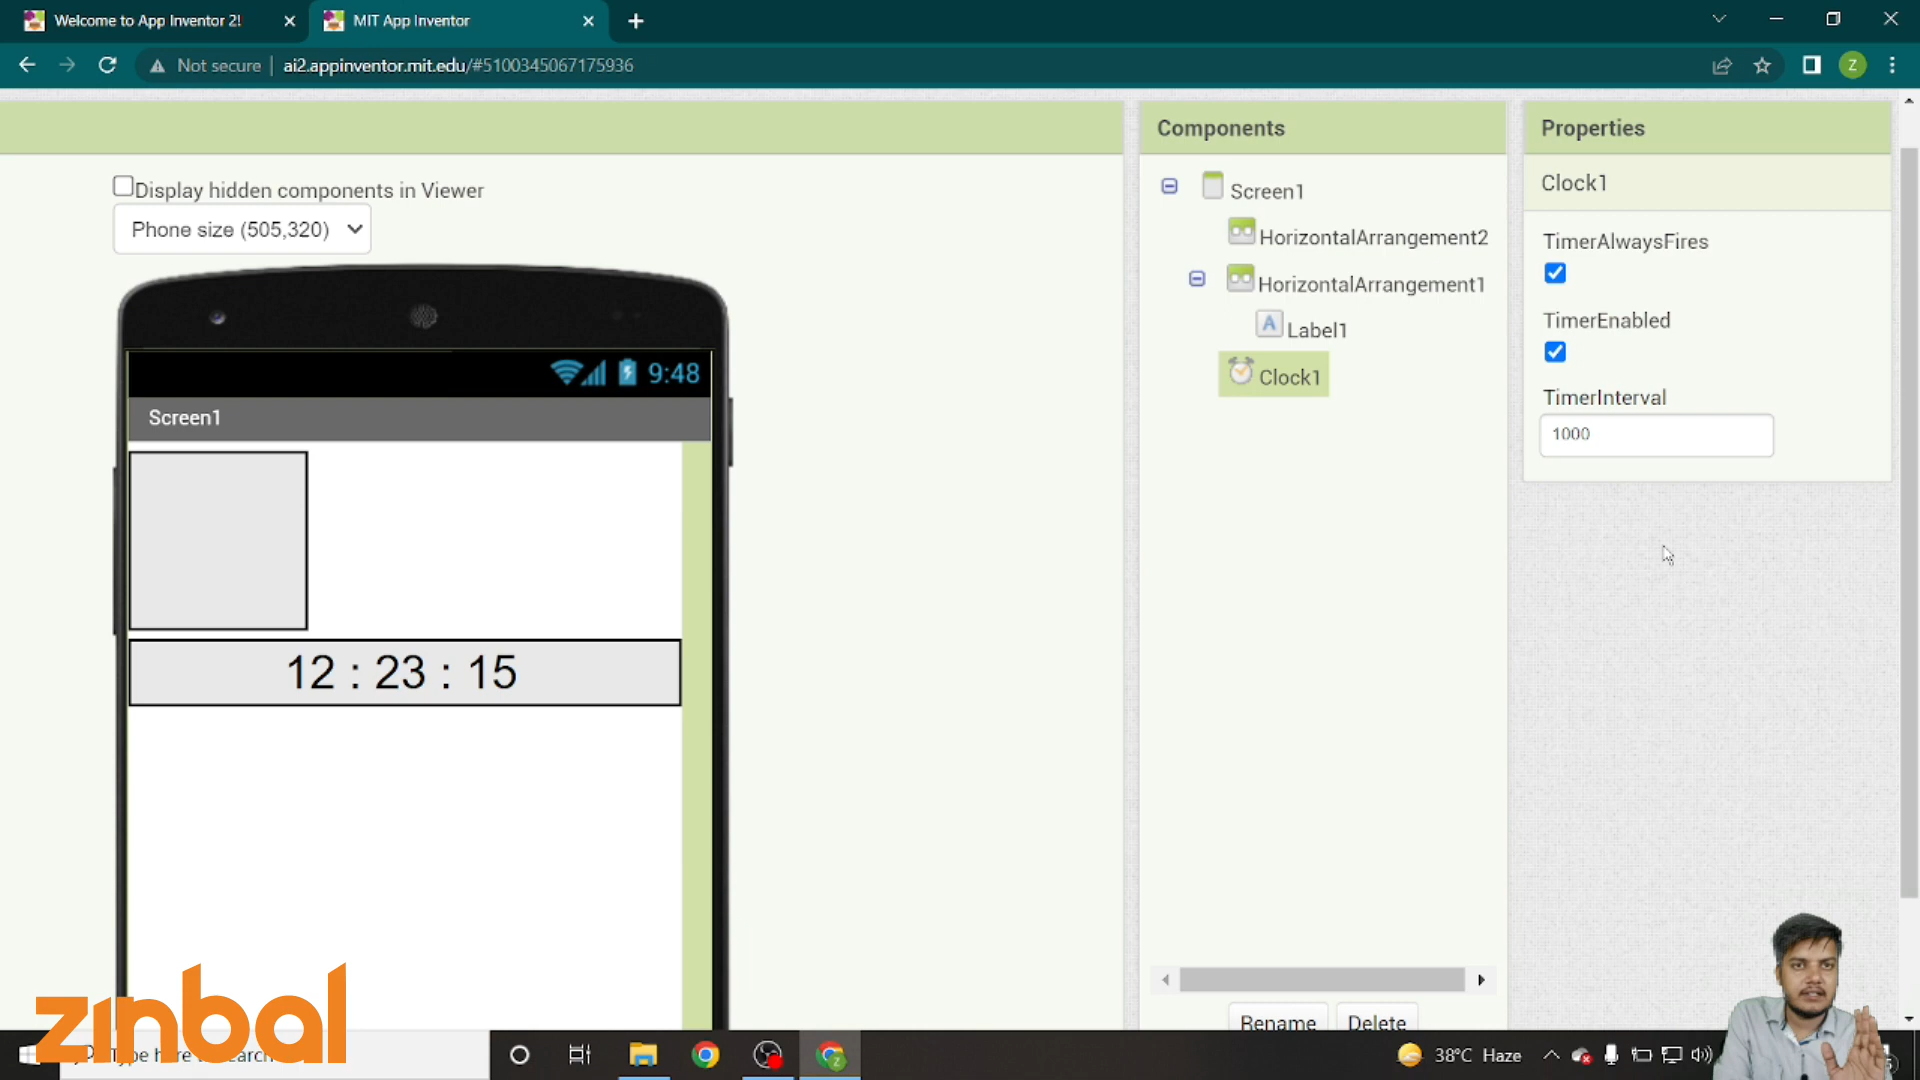 Welcome to App Inventor 2!
MIT App Inventor
Not secure
ai2.appinventor.mit.edu/#5100345067175936
Components
Properties
Display hidden components in Viewer
Phone size (505,320)
Screen1
HorizontalArrangement2
HorizontalArrangement1
Label1
Clock1
Clock1
TimerAlwaysFires
TimerEnabled
TimerInterval
1000
9:48
Screen1
12 : 23 : 15
Rename
Delete
zinbal
38°C Haze
Z